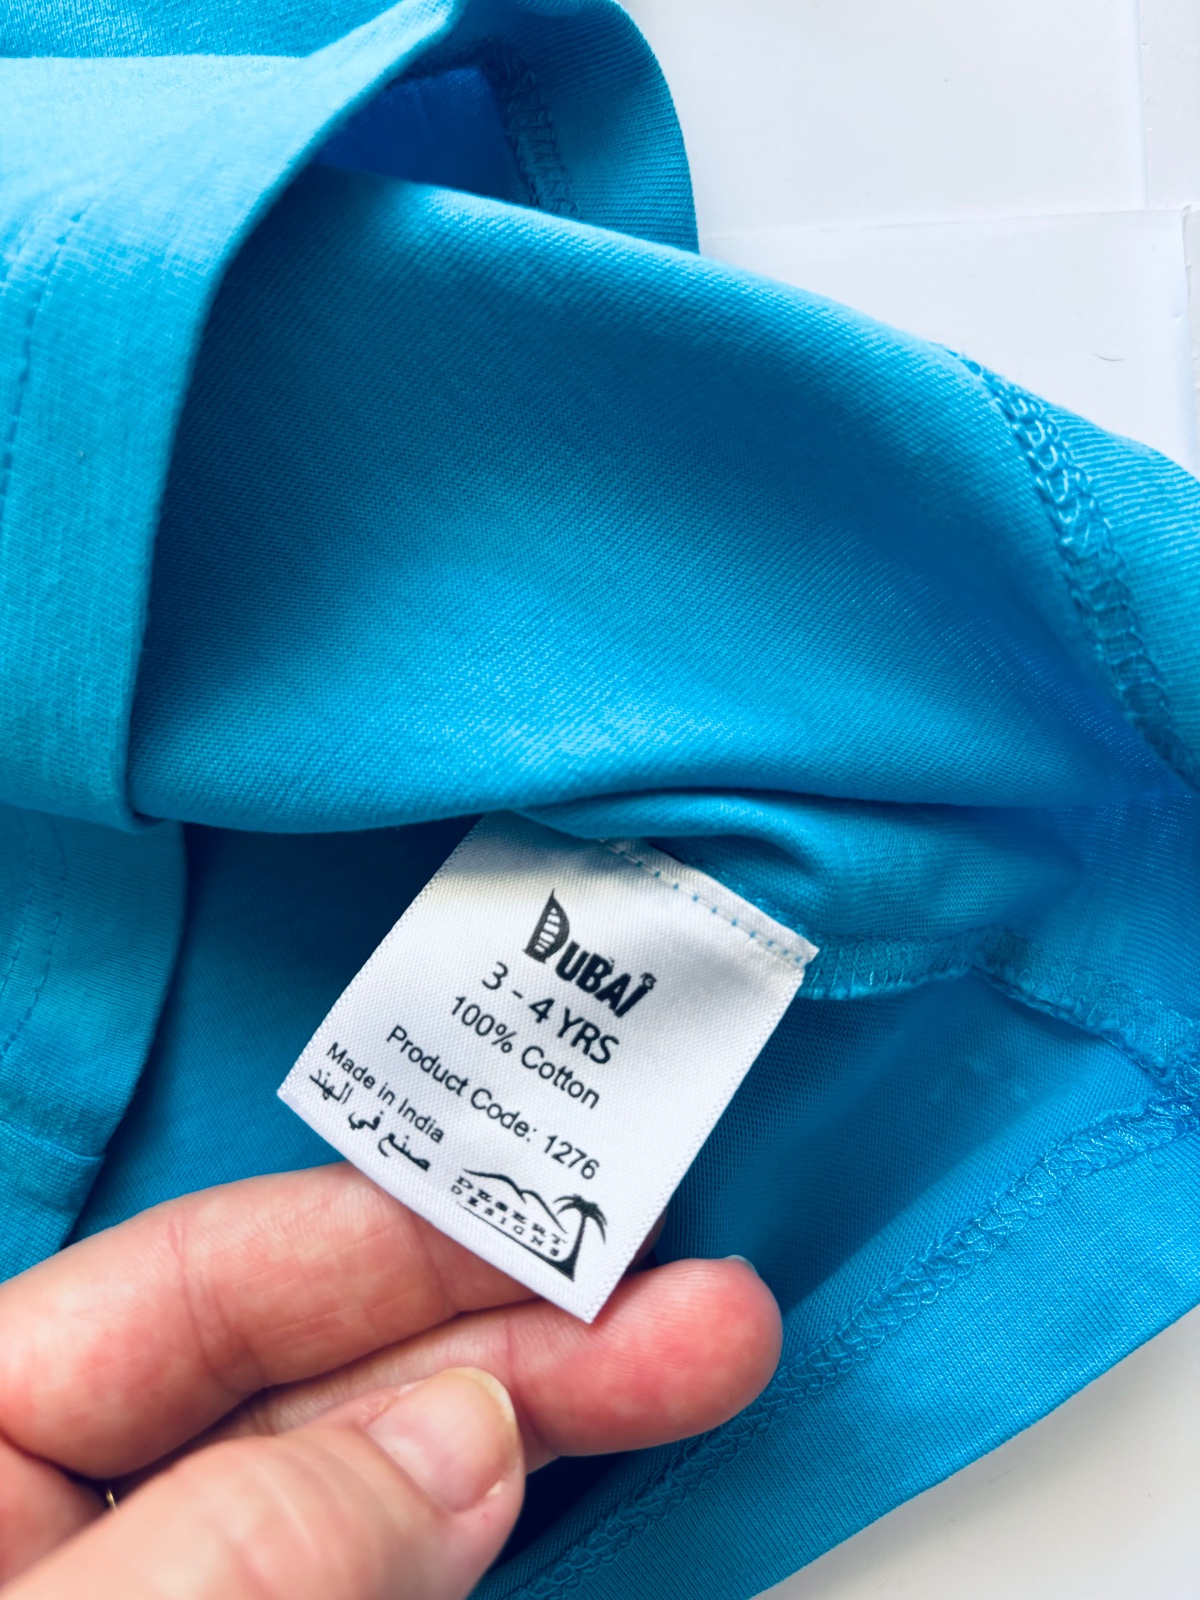 DUBAI
3 - 4 YRS
100% Cotton
Product Code: 1276
Made in India
صنع في الهند
DESERT
DESIGNS